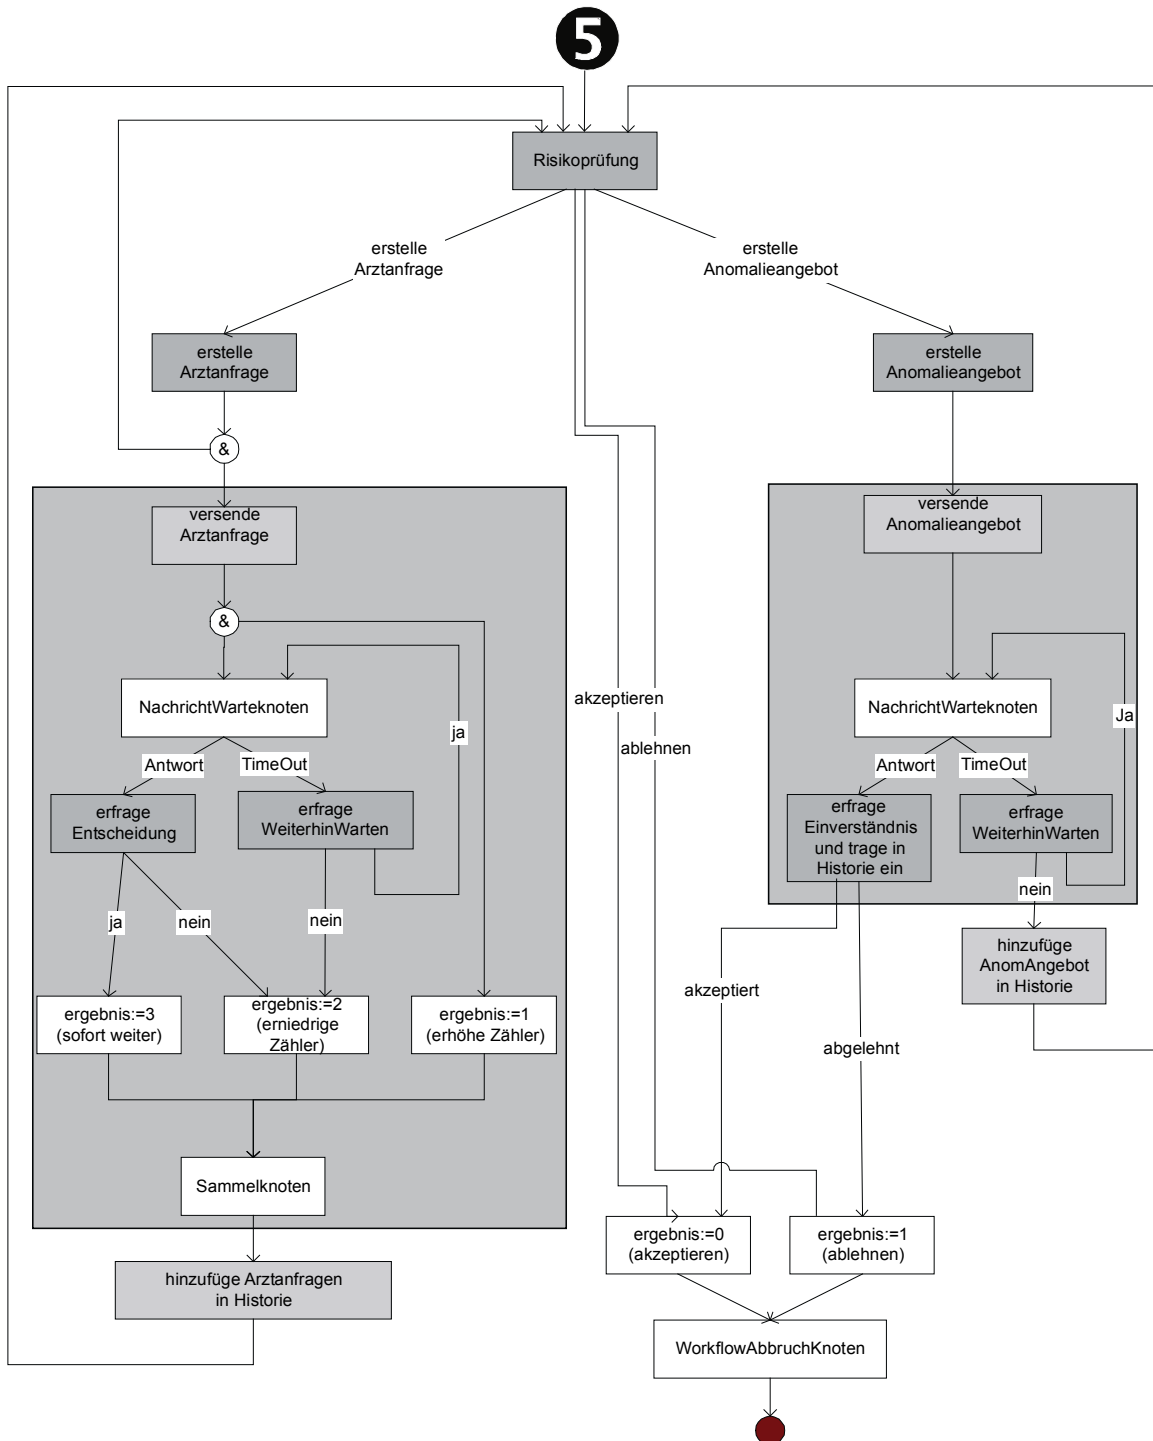 5
Risikoprüfung
erstelle
Arztanfrage
erstelle
Anomalieangebot
erstelle
Arztanfrage
erstelle
Anomalieangebot
&
versende
Arztanfrage
versende
Anomalieangebot
&
NachrichtWarteknoten
ja
akzeptieren
ablehnen
NachrichtWarteknoten
Ja
Antwort
TimeOut
Antwort
TimeOut
erfrage
Entscheidung
erfrage
WeiterhinWarten
erfrage
Einverständnis
und trage in
Historie ein
erfrage
WeiterhinWarten
ja
nein
nein
nein
hinzufüge
AnomAngebot
in Historie
akzeptiert
abgelehnt
ergebnis:=3
(sofort weiter)
ergebnis:=2
(erniedrige
Zähler)
ergebnis:=1
(erhöhe Zähler)
Sammelknoten
ergebnis:=0
(akzeptieren)
ergebnis:=1
(ablehnen)
hinzufüge Arztanfragen
in Historie
WorkflowAbbruchKnoten